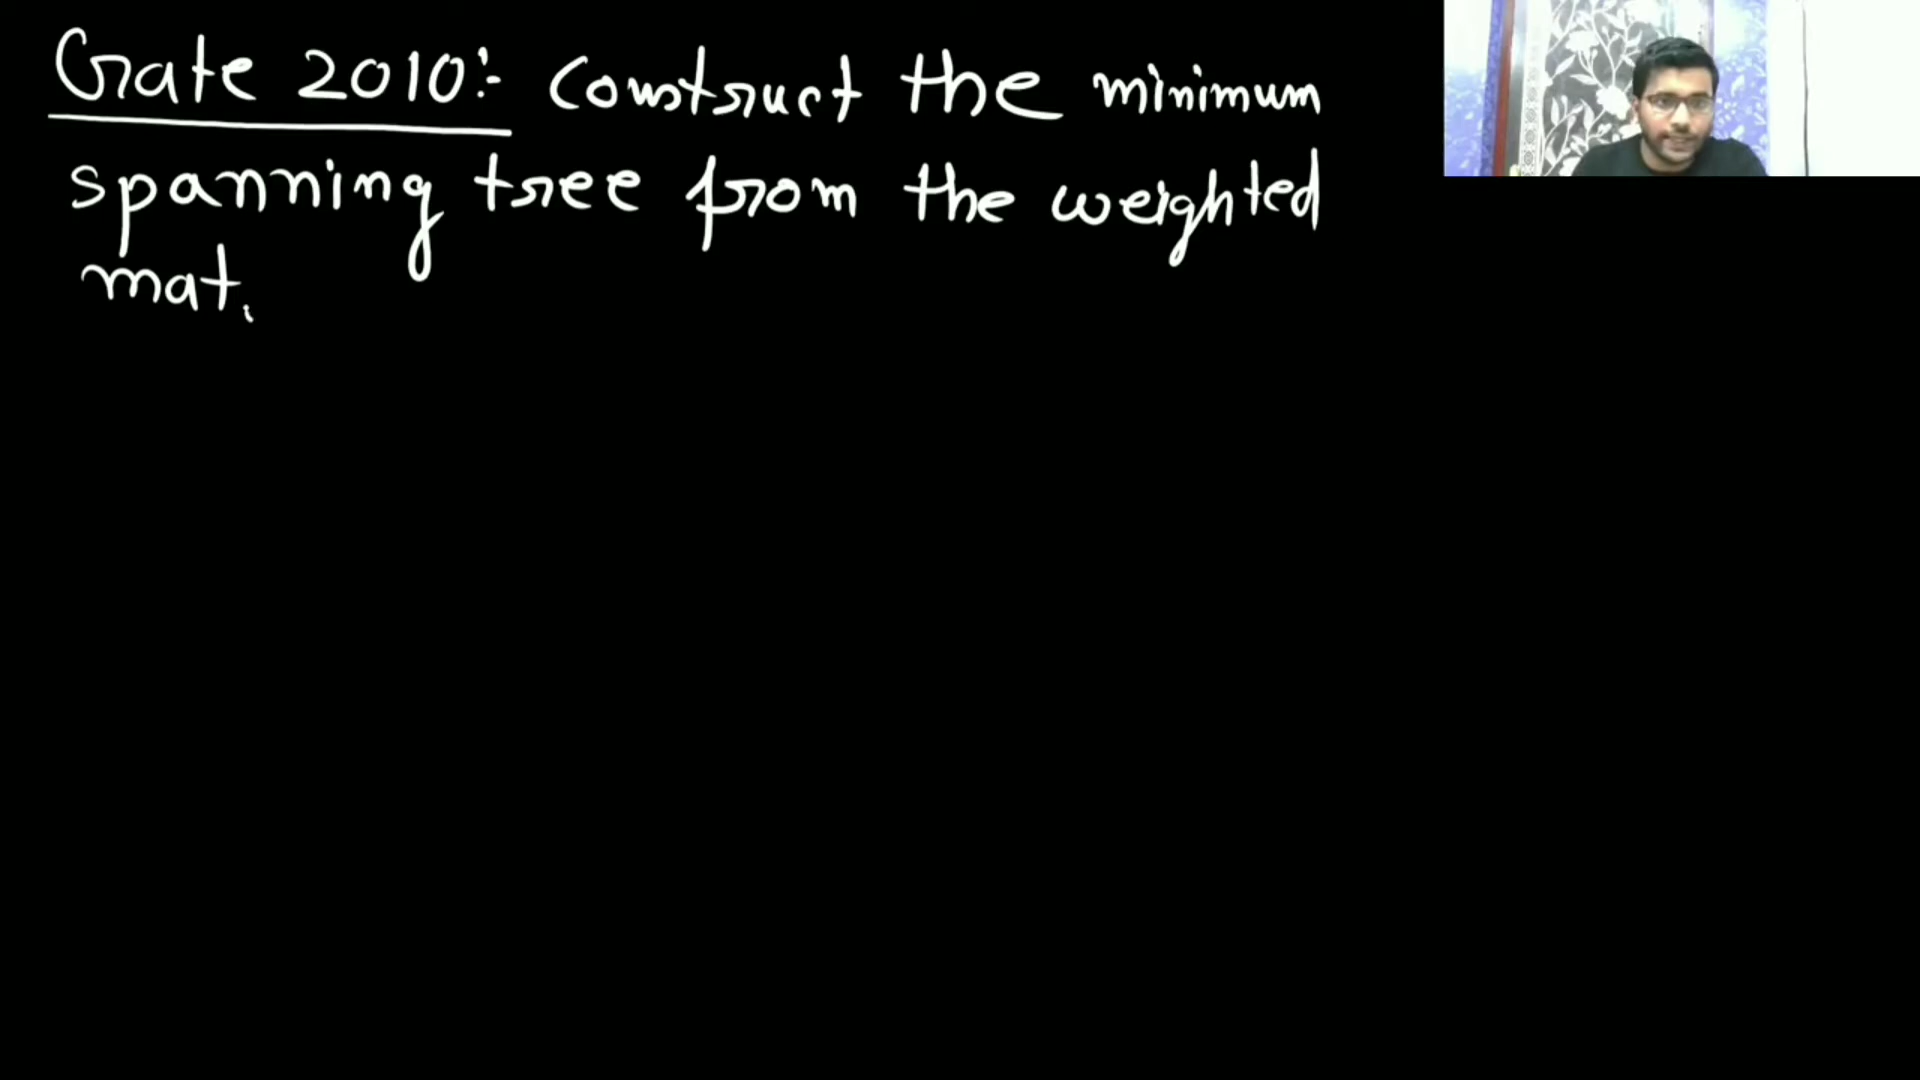 Gate 2010:- Construct the minimum
spanning tree from the weighted
mat.